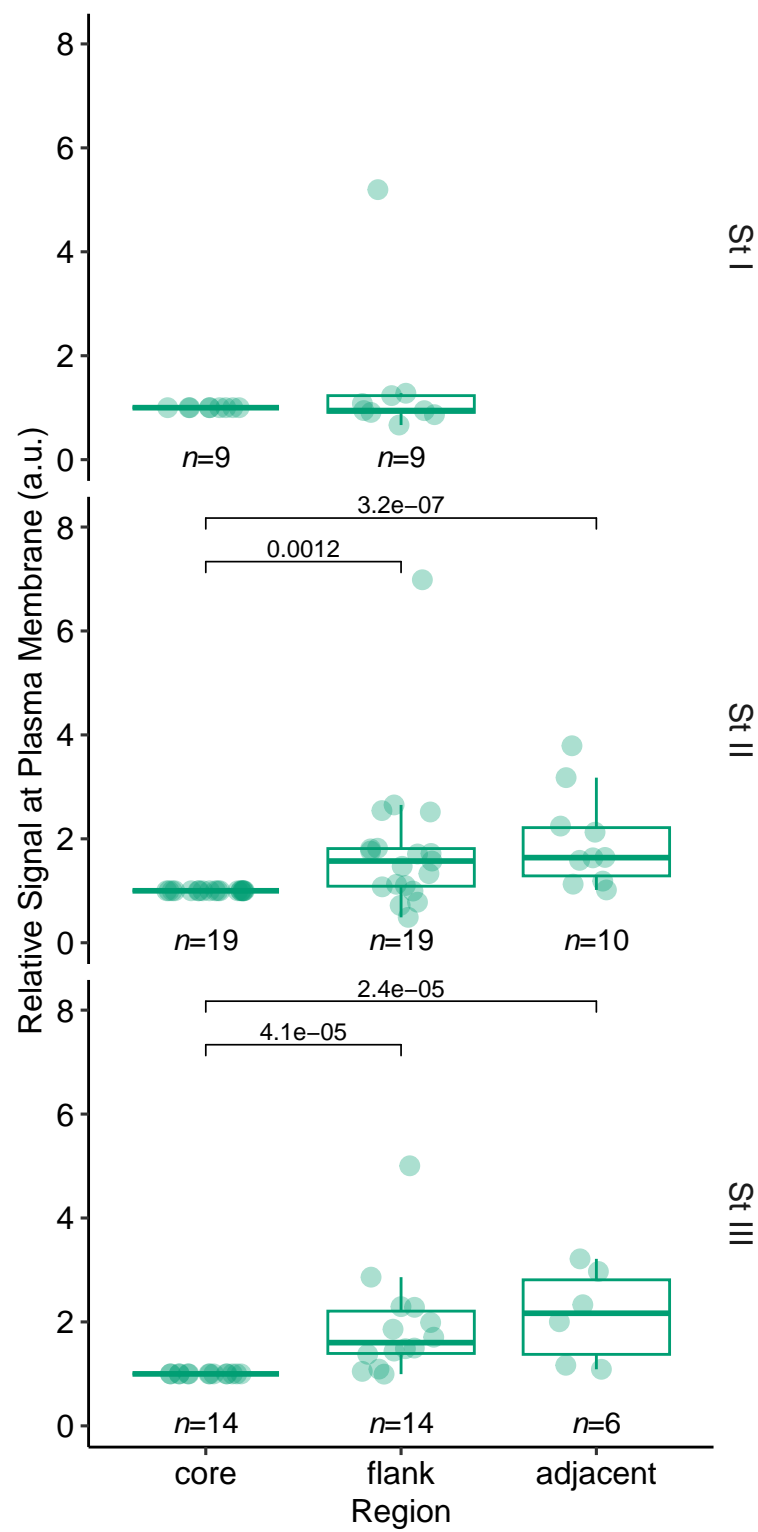 8
6
4
2
0
n=9
n=9
St I
3.2e−07
0.0012
8
6
4
2
0
n=19
n=19
n=10
St II
2.4e−05
4.1e−05
8
6
4
2
0
n=14
n=14
n=6
St III
core
flank
adjacent
Region
Relative Signal at Plasma Membrane (a.u.)